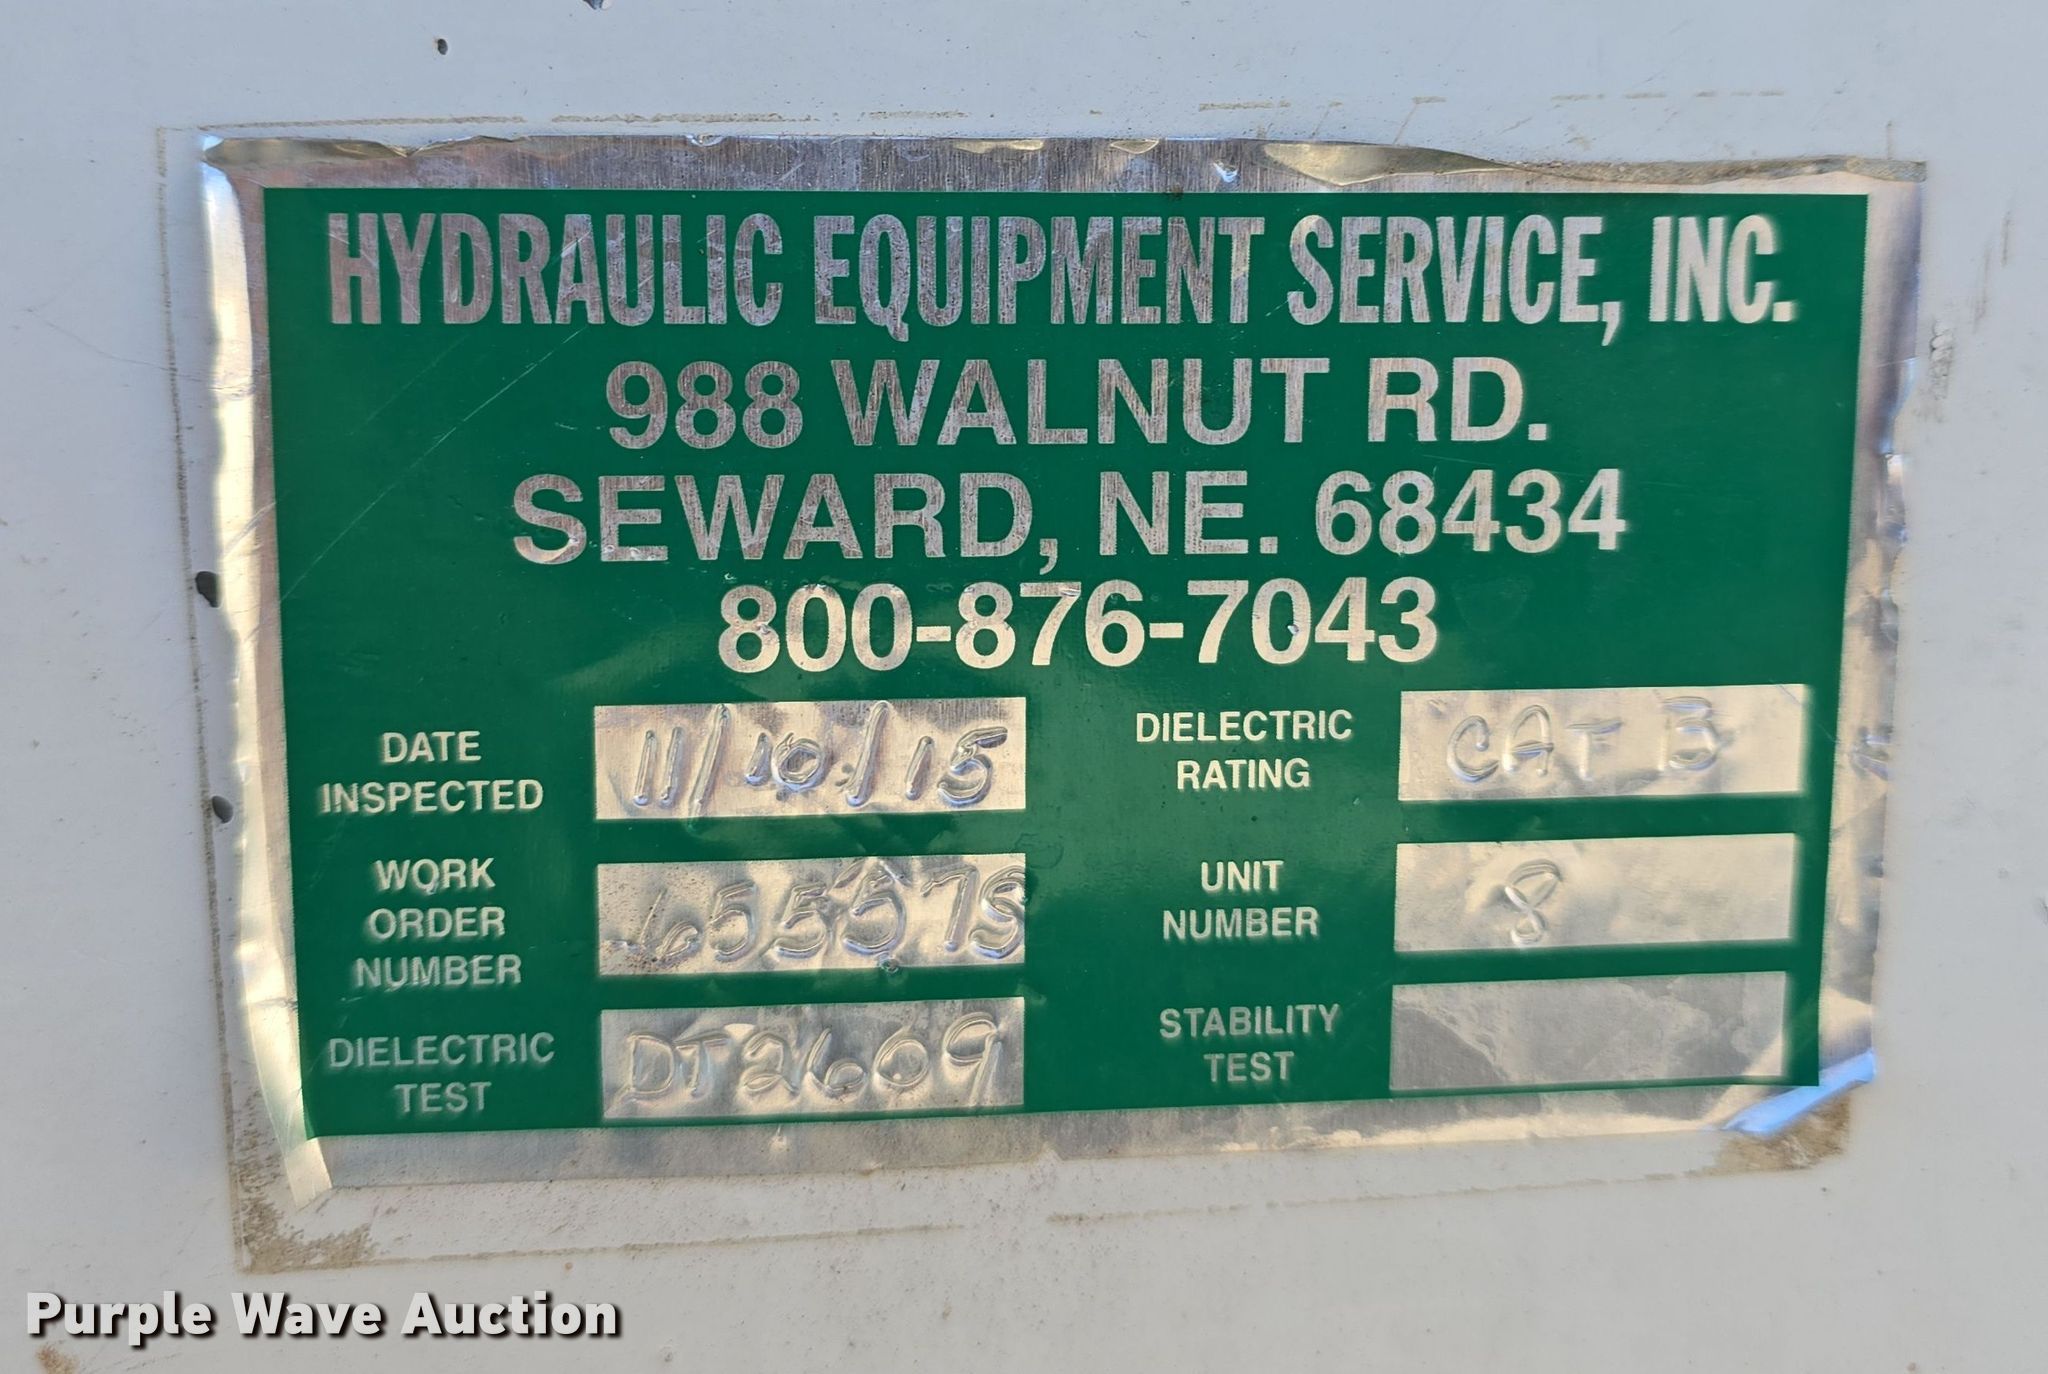 HYDRAULIC EQUIPMENT SERVICE, INC.
988 WALNUT RD.
SEWARD, NE. 68434
800-876-7043
DATE INSPECTED 11/10/15
DIELECTRIC RATING CAT B
WORK ORDER NUMBER 655575
UNIT NUMBER 8
DIELECTRIC TEST DT2609
STABILITY TEST
Purple Wave Auction